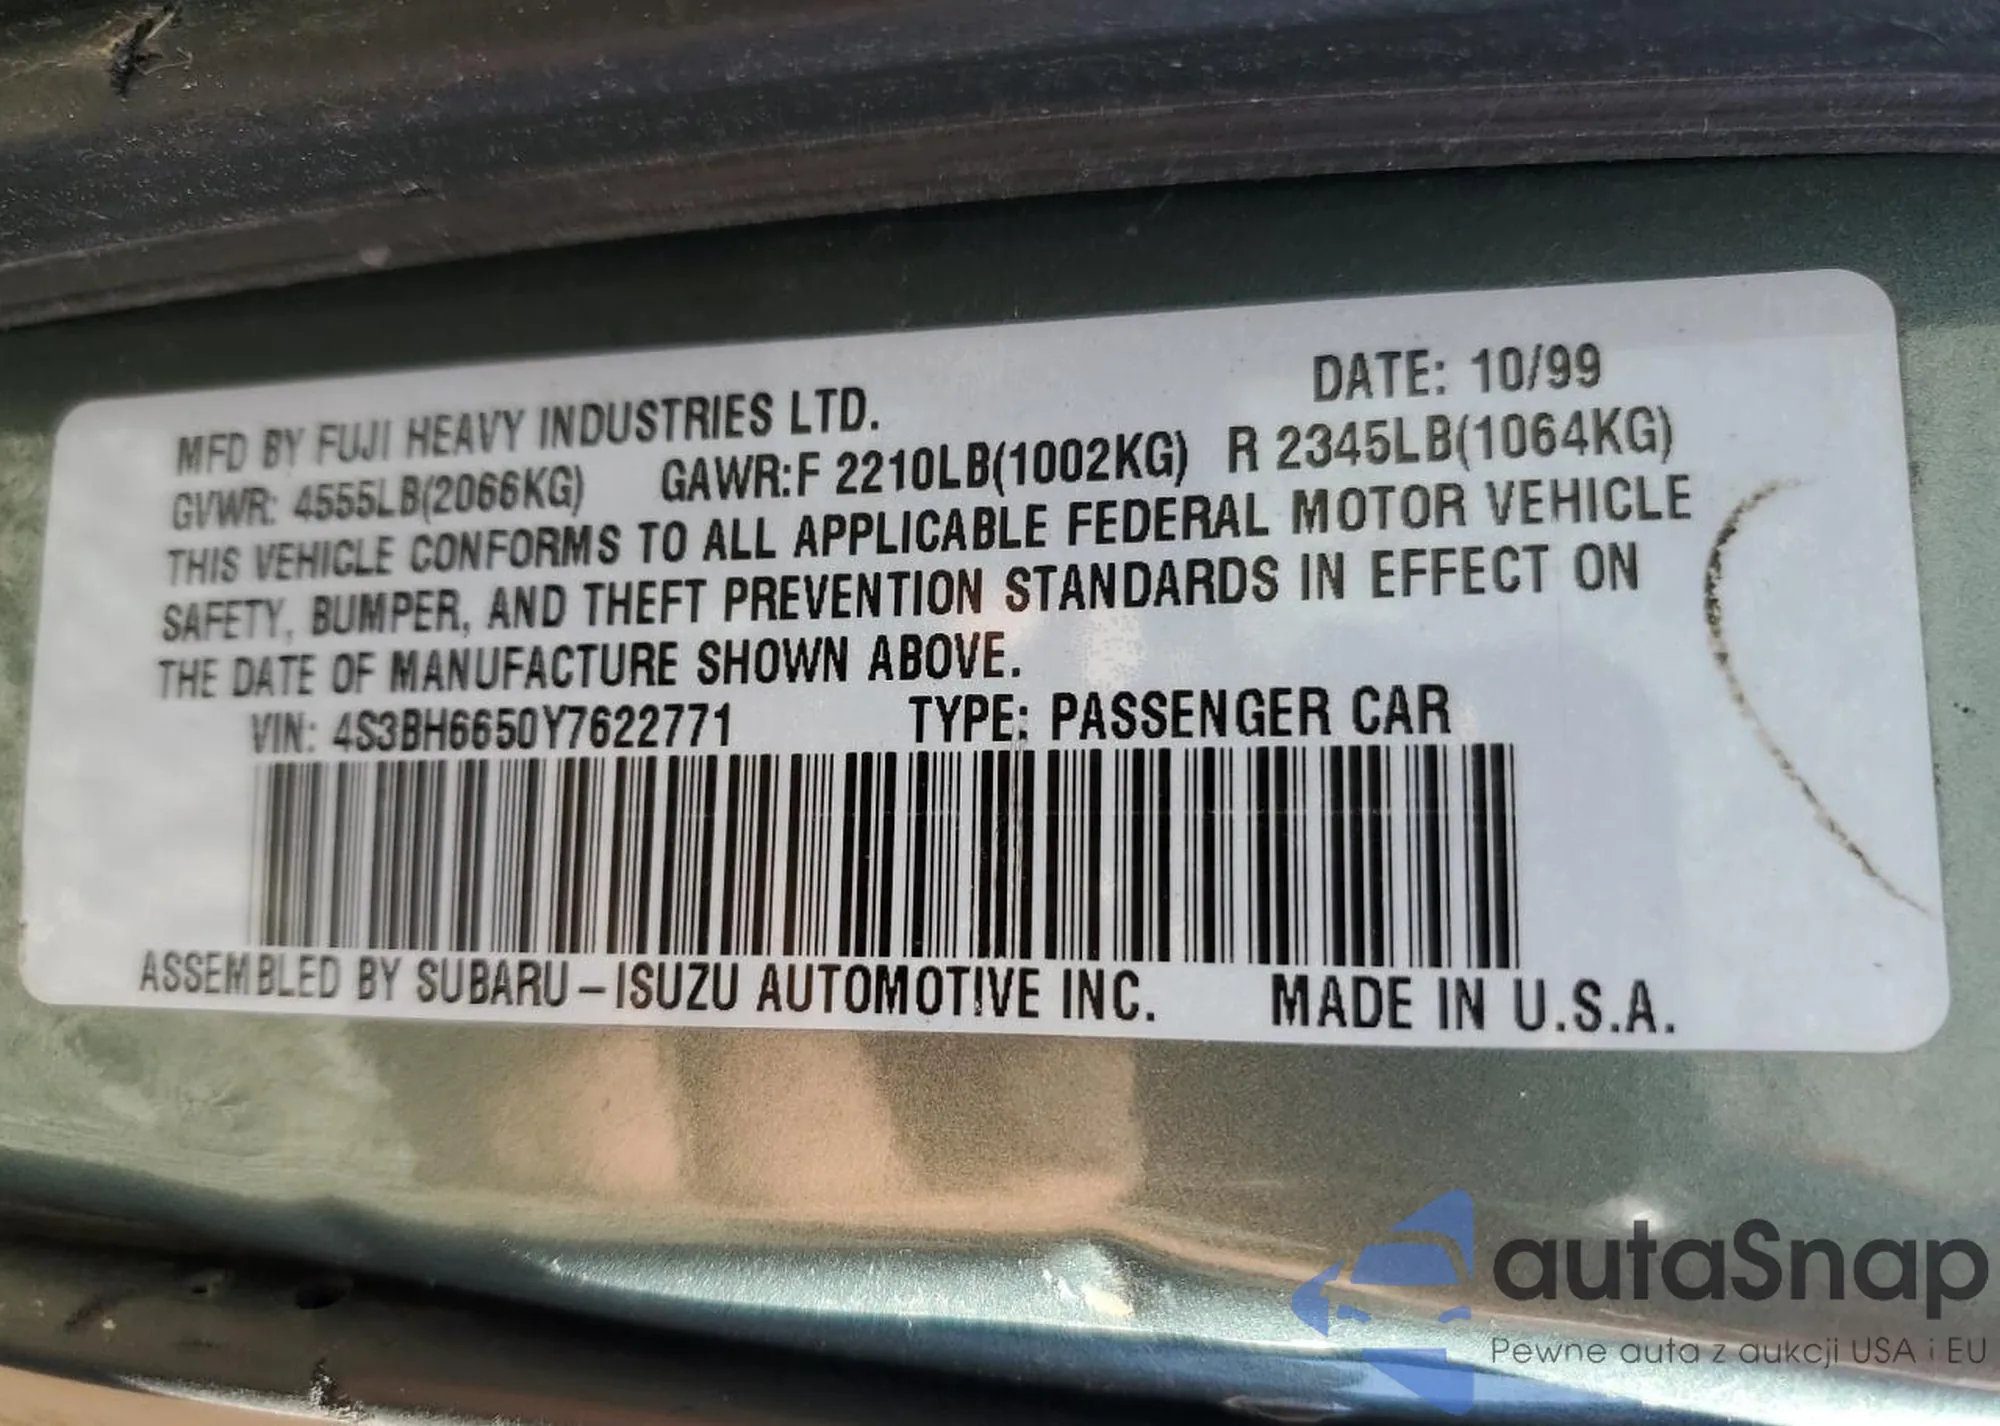 DATE: 10/99
MFD BY FUJI HEAVY INDUSTRIES LTD.
GVWR: 4555LB(2066KG) GAWR:F 2210LB(1002KG) R 2345LB(1064KG)
THIS VEHICLE CONFORMS TO ALL APPLICABLE FEDERAL MOTOR VEHICLE
SAFETY, BUMPER, AND THEFT PREVENTION STANDARDS IN EFFECT ON
THE DATE OF MANUFACTURE SHOWN ABOVE.
VIN: 4S3BH6650Y7622771 TYPE: PASSENGER CAR
ASSEMBLED BY SUBARU-ISUZU AUTOMOTIVE INC. MADE IN U.S.A.
autaSnap
Pewne auta z aukcji USA i EU